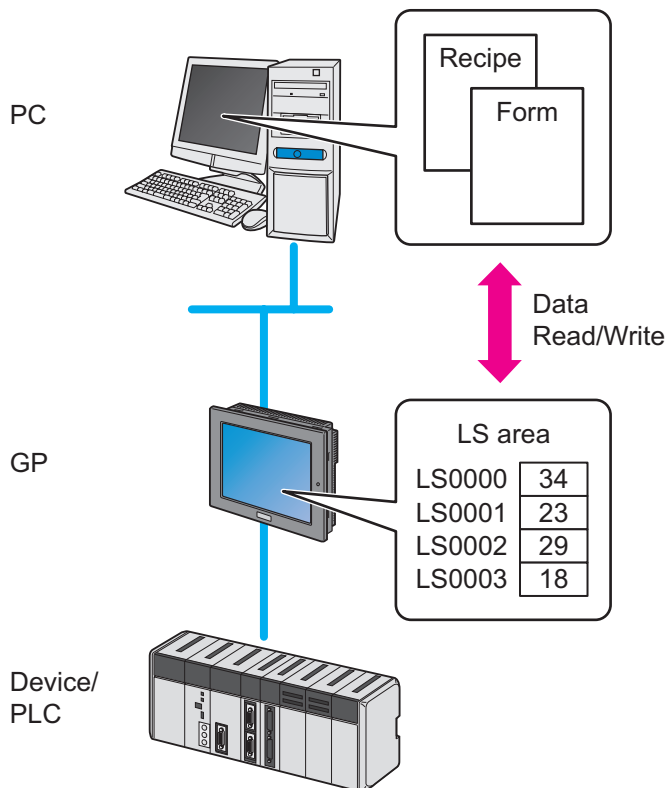 PC
Recipe
Form
Data
Read/Write
GP
LS area
LS0000 34
LS0001 23
LS0002 29
LS0003 18
Device/
PLC